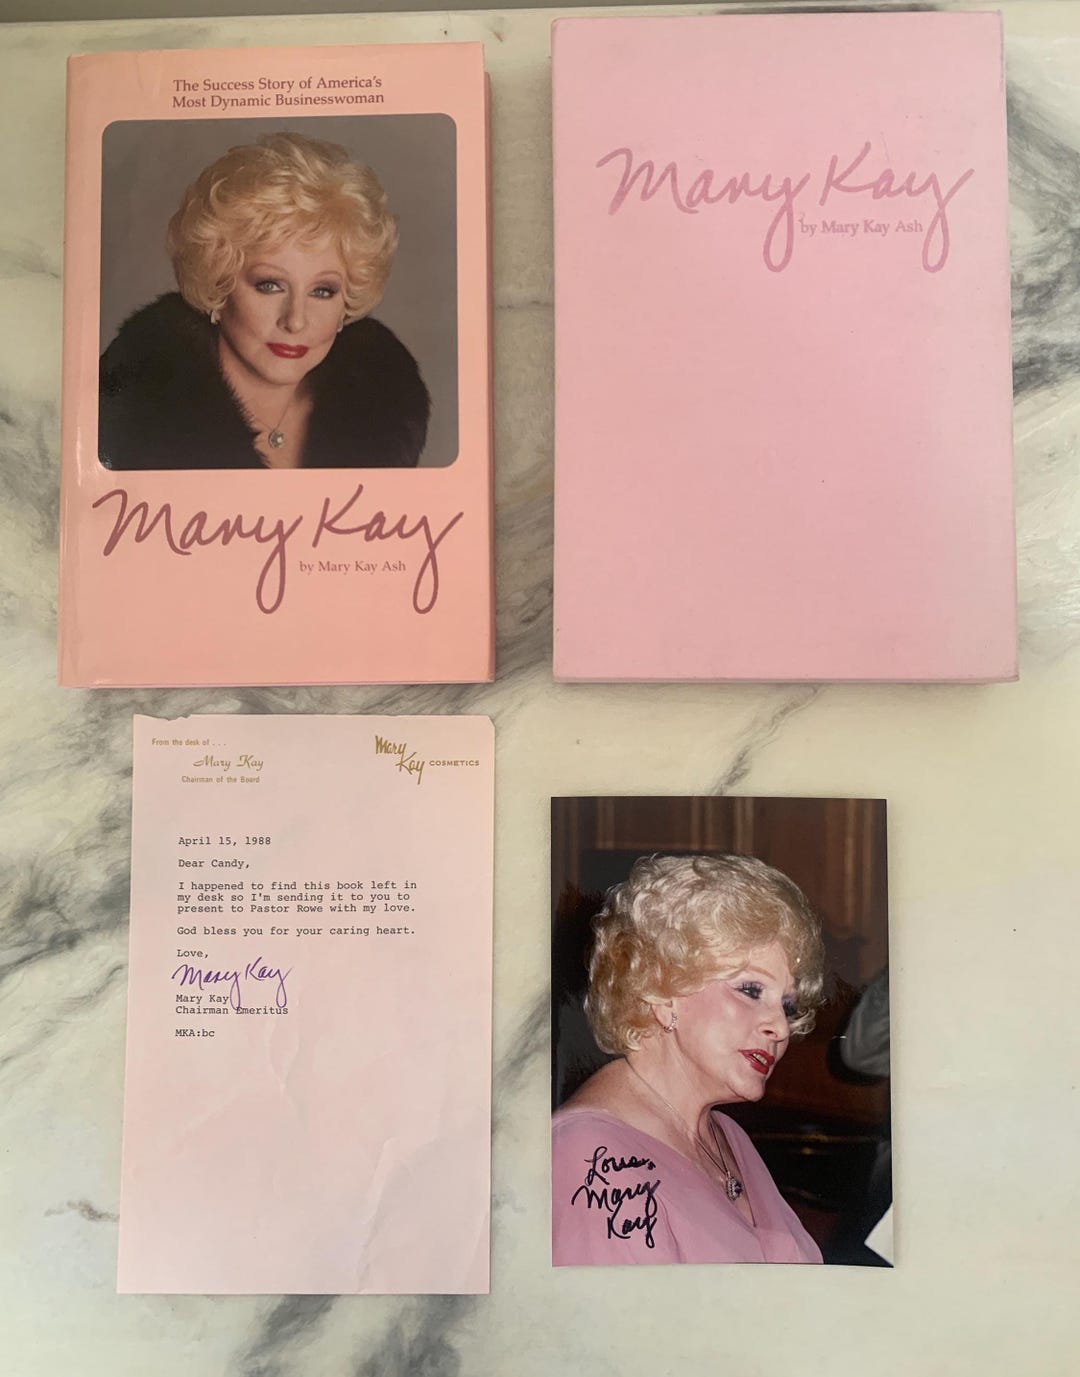 The Success Story of America's
Most Dynamic Businesswoman
Mary Kay
by Mary Kay Ash
Mary Kay
by Mary Kay Ash
From the desk of . . .
Mary Kay
Chairman of the Board
Mary
Kay COSMETICS
April 15, 1988
Dear Candy,
I happened to find this book left in
my desk so I'm sending it to you to
present to Pastor Rowe with my love.
God bless you for your caring heart.
Love,
Mary Kay
Mary Kay
Chairman Emeritus
MKA:bc
Love,
Mary
Kay